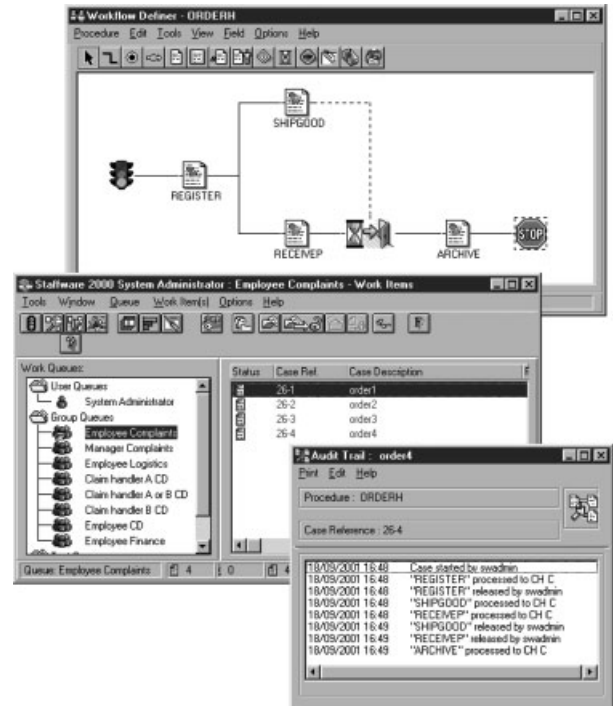 Workflow Definer - ORDERH
Procedure Edit Tools View Field Options Help
SHIPGOOD
REGISTER
RECEIVEP
ARCHIVE
STOP
Staffware 2000 System Administrator : Employee Complaints - Work Items
Tools Window Queue Work Item(s) Options Help
Work Queues:
User Queues
System Administrator
Group Queues
Employee Complaints
Manager Complaints
Employee Logistics
Claim handler A CD
Claim handler A or B CD
Claim handler B CD
Employee CD
Employee Finance
Status Case Ref. Case Description
26-1 order1
26-2 order2
26-3 order3
26-4 order4
Queue: Employee Complaints 4 0 4
Audit Trail : order4
Print Edit Help
Procedure : ORDERH
Case Reference : 26-4
18/09/2001 16:48 Case started by swadmin
18/09/2001 16:48 "REGISTER" processed to CH C
18/09/2001 16:48 "REGISTER" released by swadmin
18/09/2001 16:48 "SHIPGOOD" processed to CH C
18/09/2001 16:48 "RECEIVEP" processed to CH C
18/09/2001 16:49 "SHIPGOOD" released by swadmin
18/09/2001 16:49 "RECEIVEP" released by swadmin
18/09/2001 16:49 "ARCHIVE" processed to CH C